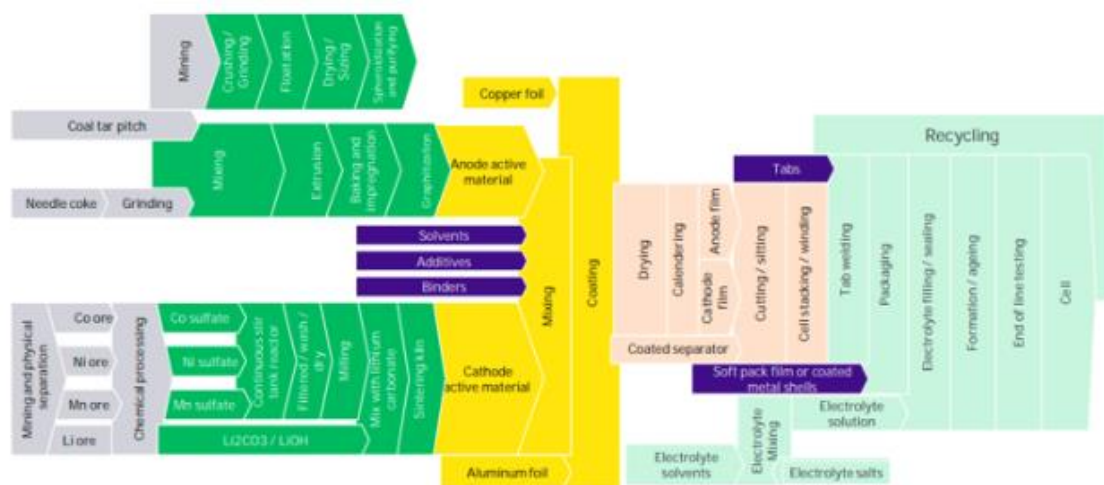 Mining
Crushing /
Grinding
Floatation
Drying /
Sizing
Spheroidization
and purifying
Copper foil
Coal tar pitch
Mixing
Extrusion
Baking and
impregnation
Graphitization
Anode active
material
Needle coke
Grinding
Solvents
Additives
Binders
Mixing
Coating
Mining and physical
separation
Co ore
Ni ore
Mn ore
Li ore
Chemical processing
Co sulfate
Ni sulfate
Mn sulfate
Li2CO3 / LiOH
Continuous stir
tank reactor
Filtered / wash /
dry
Milling
Mix with lithium
carbonate
Sintering kiln
Cathode
active material
Aluminum foil
Drying
Calendering
Anode film
Cathode
film
Coated separator
Cutting / sitting
Cell stacking / winding
Tabs
Soft pack film or coated
metal shells
Recycling
Tab welding
Packaging
Electrolyte filling / sealing
Formation / ageing
End of line testing
Cell
Electrolyte
solution
Electrolyte
Mixing
Electrolyte
solvents
Electrolyte salts